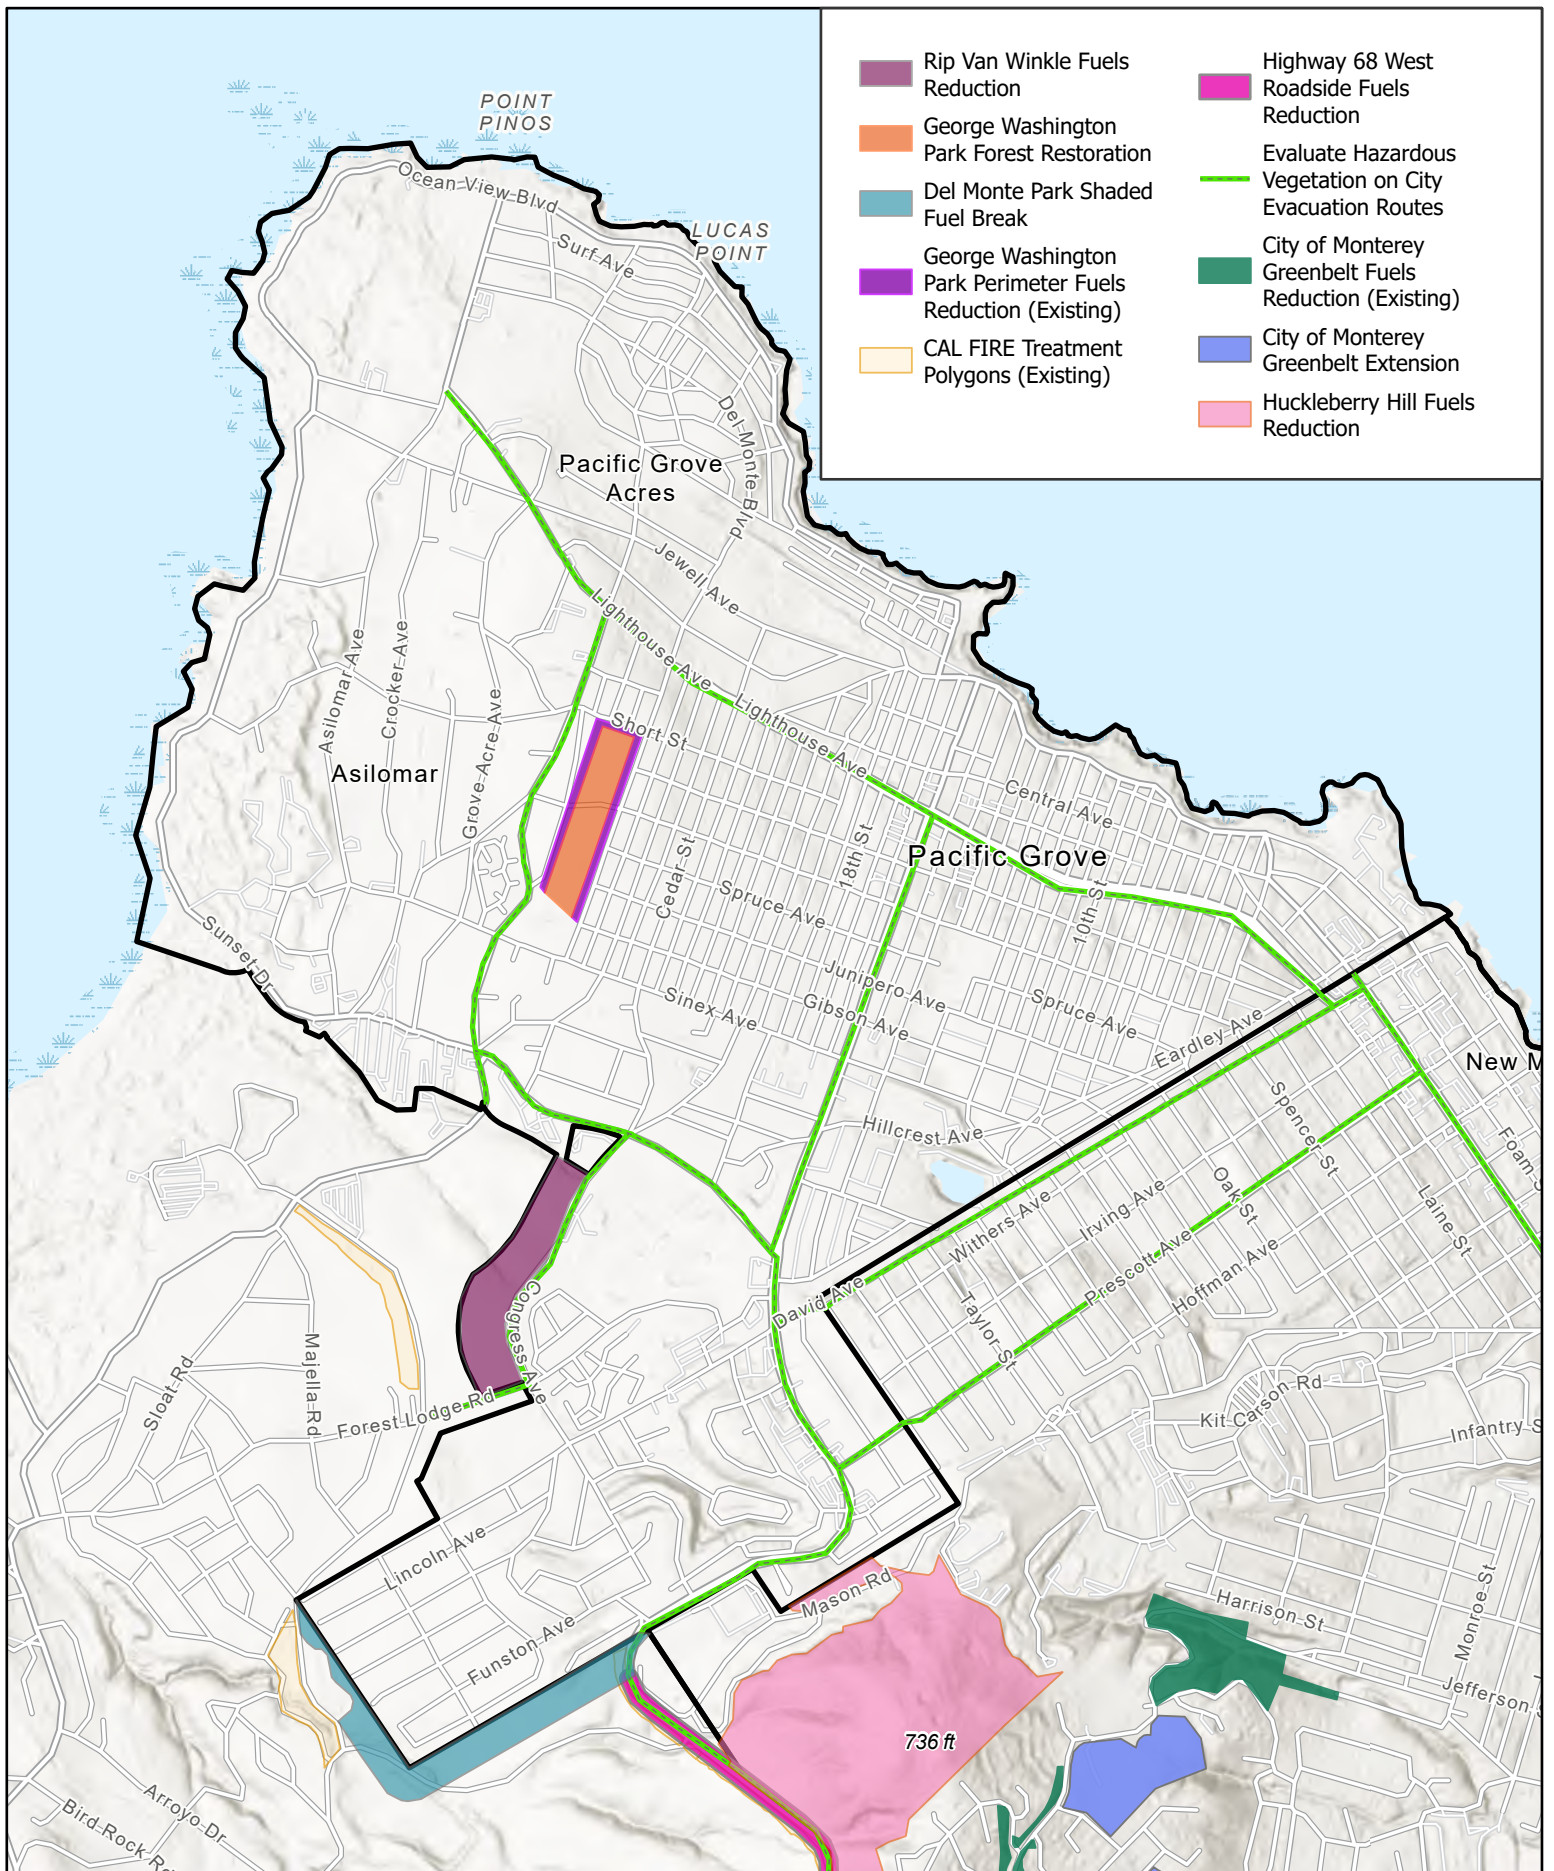 Rip Van Winkle Fuels
Reduction
George Washington
Park Forest Restoration
Del Monte Park Shaded
Fuel Break
George Washington
Park Perimeter Fuels
Reduction (Existing)
CAL FIRE Treatment
Polygons (Existing)
Highway 68 West
Roadside Fuels
Reduction
Evaluate Hazardous
Vegetation on City
Evacuation Routes
City of Monterey
Greenbelt Fuels
Reduction (Existing)
City of Monterey
Greenbelt Extension
Huckleberry Hill Fuels
Reduction
POINT
PINOS
Ocean View Blvd
LUCAS
POINT
Surf Ave
Del Monte Blvd
Pacific Grove
Acres
Jewell Ave
Lighthouse Ave
Lighthouse Ave
Asilomar Ave
Crocker Ave
Grove Acre Ave
Short St
Asilomar
Central Ave
Pacific Grove
18th St
Cedar St
Spruce Ave
10th St
Sunset Dr
Junipero Ave
Sinex Ave
Gibson Ave
Spruce Ave
Eardley Ave
New M
Spencer St
Foam S
Hillcrest Ave
Oak St
Laine St
Irving Ave
Withers Ave
Prescott Ave
Hoffman Ave
David Ave
Taylor St
Congress Ave
Sloat Rd
Majella Rd
Forest Lodge Rd
Kit Carson Rd
Infantry S
Lincoln Ave
Mason Rd
Funston Ave
Harrison St
Monroe St
Jefferson S
736 ft
Arroyo Dr
Bird Rock Rd